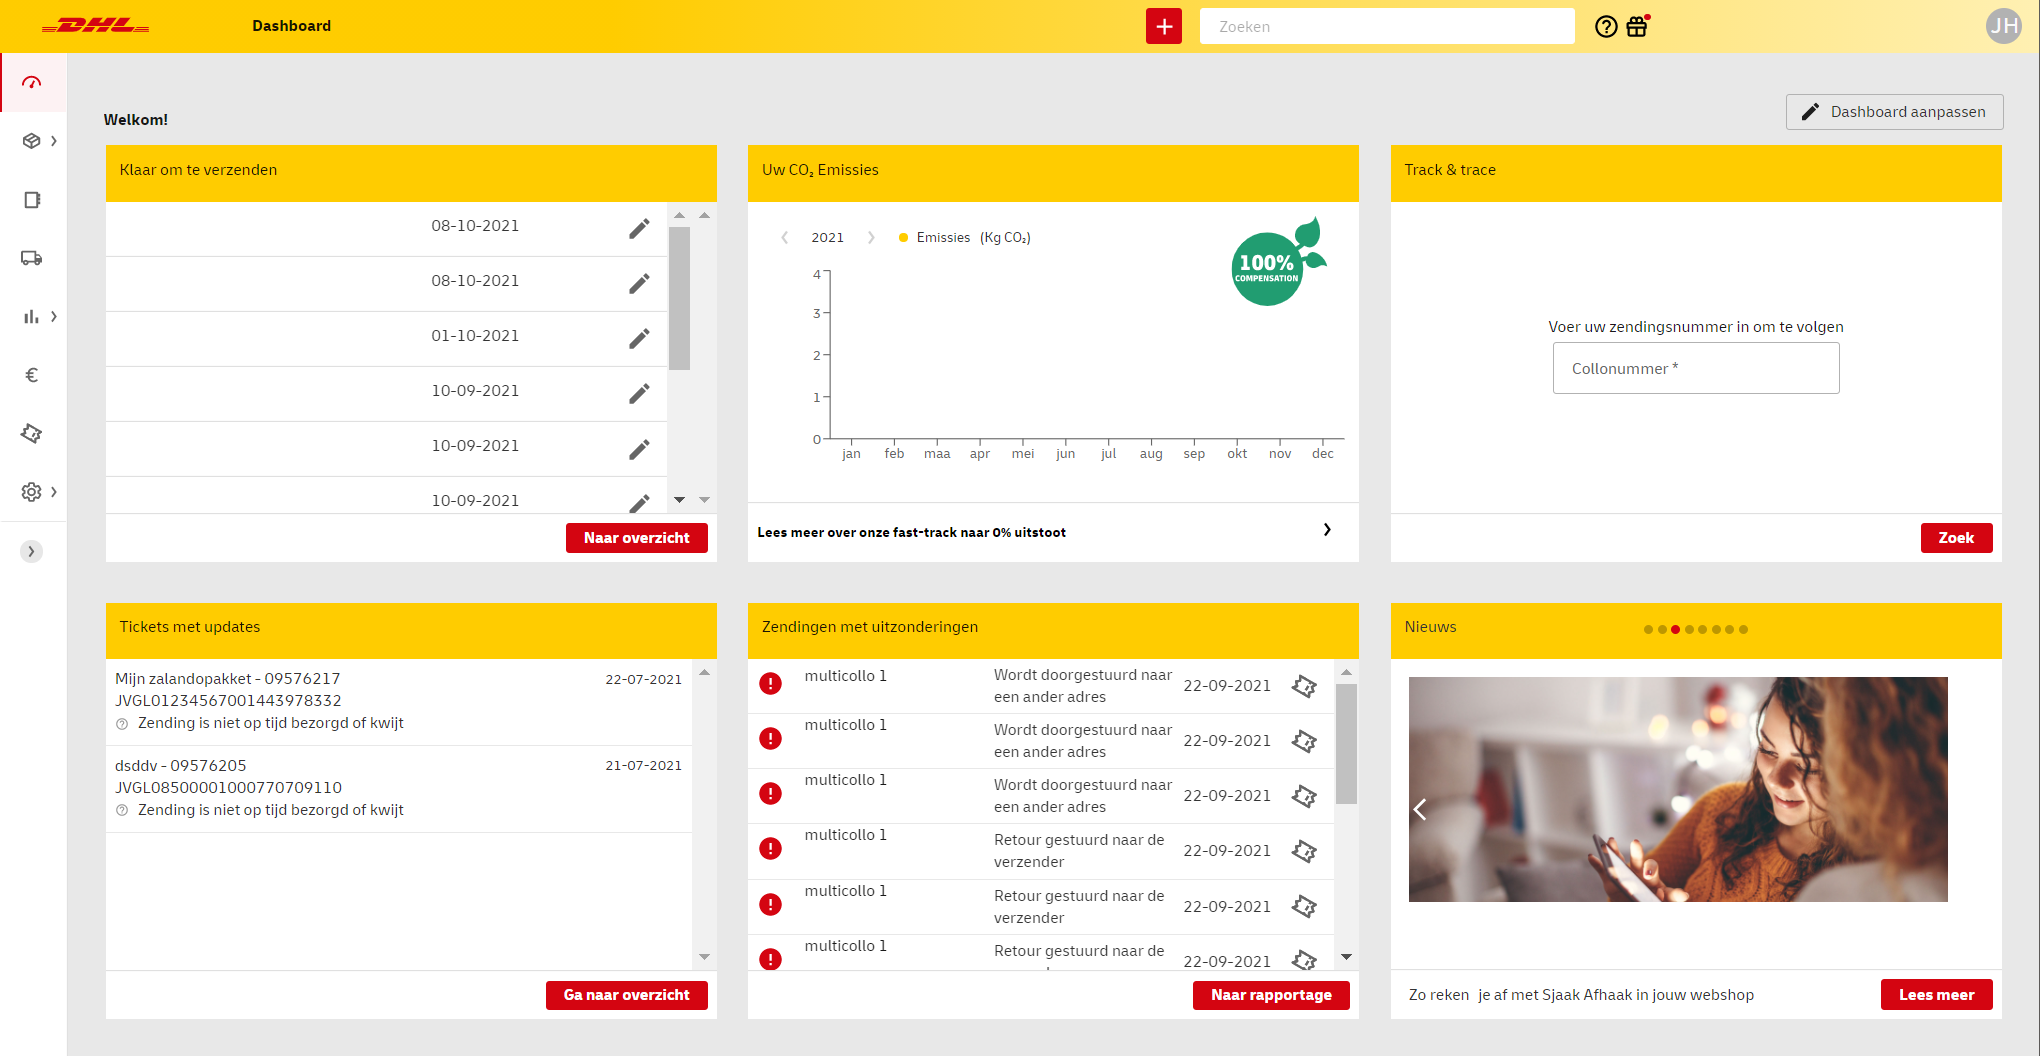 DHL
Dashboard
Zoeken
JH
Welkom!
Dashboard aanpassen
Klaar om te verzenden
08-10-2021
08-10-2021
01-10-2021
10-09-2021
10-09-2021
10-09-2021
Naar overzicht
Uw CO₂ Emissies
2021
Emissies (Kg CO₂)
100%
COMPENSATION
4
3
2
1
0
jan feb maa apr mei jun jul aug sep okt nov dec
Lees meer over onze fast-track naar 0% uitstoot
Track & trace
Voer uw zendingsnummer in om te volgen
Collonummer *
Zoek
Tickets met updates
Mijn zalandopakket - 09576217 22-07-2021
JVGL01234567001443978332
Zending is niet op tijd bezorgd of kwijt
dsddv - 09576205 21-07-2021
JVGL08500001000770709110
Zending is niet op tijd bezorgd of kwijt
Ga naar overzicht
Zendingen met uitzonderingen
multicollo 1 Wordt doorgestuurd naar een ander adres 22-09-2021
multicollo 1 Wordt doorgestuurd naar een ander adres 22-09-2021
multicollo 1 Wordt doorgestuurd naar een ander adres 22-09-2021
multicollo 1 Retour gestuurd naar de verzender 22-09-2021
multicollo 1 Retour gestuurd naar de verzender 22-09-2021
multicollo 1 Retour gestuurd naar de 22-09-2021
Naar rapportage
Nieuws
Zo reken je af met Sjaak Afhaak in jouw webshop
Lees meer